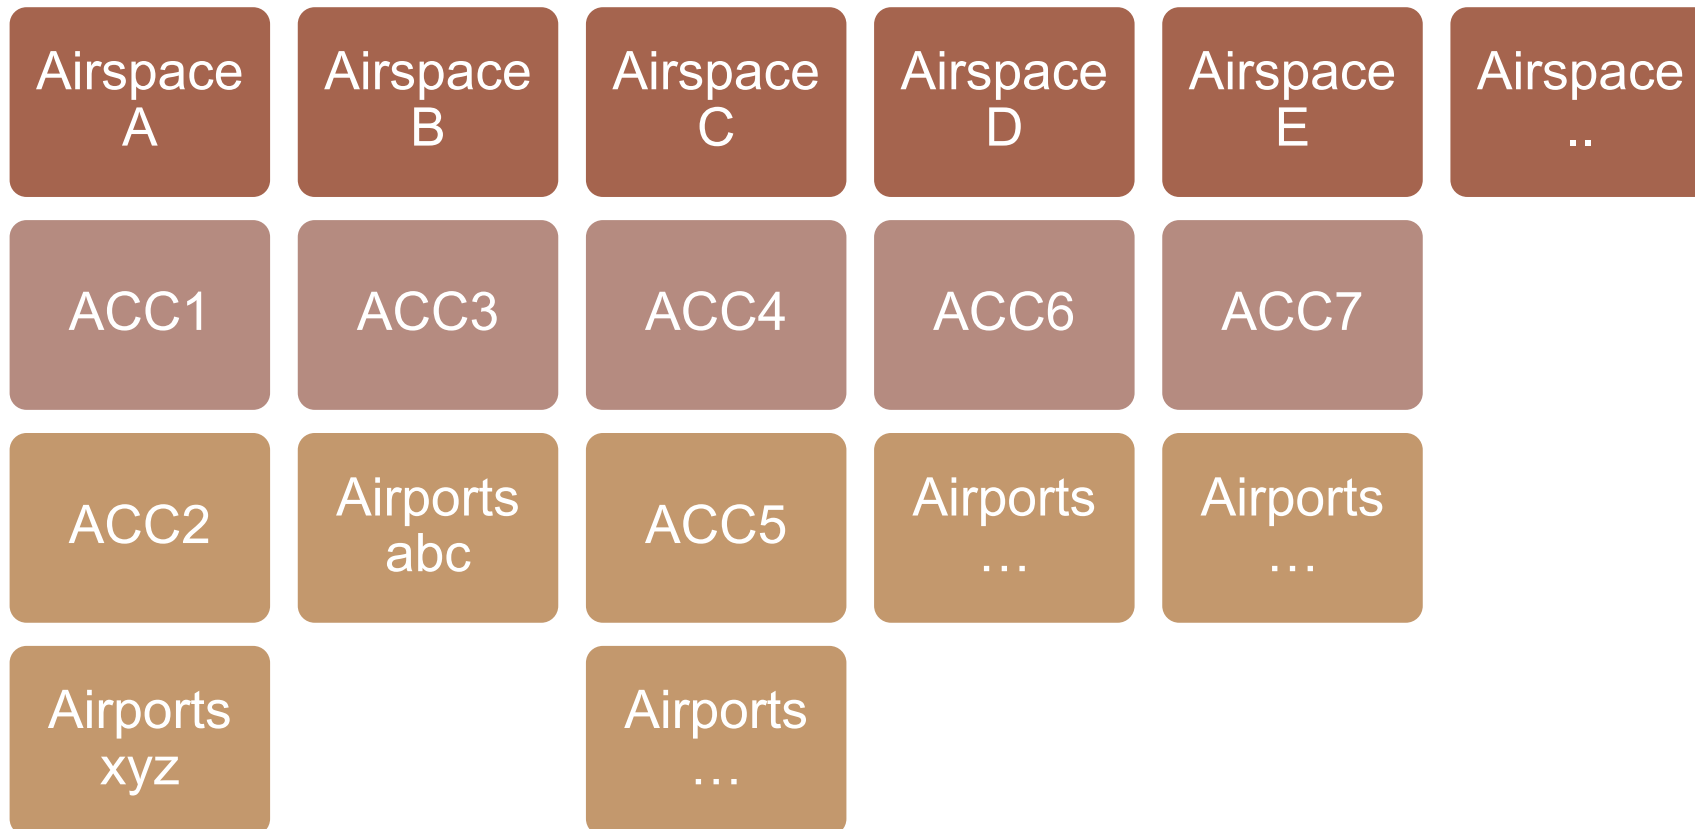 Airspace
A
Airspace
B
Airspace
C
Airspace
D
Airspace
E
Airspace
..
ACC1
ACC3
ACC4
ACC6
ACC7
ACC2
Airports
abc
ACC5
Airports
…
Airports
…
Airports
xyz
Airports
…